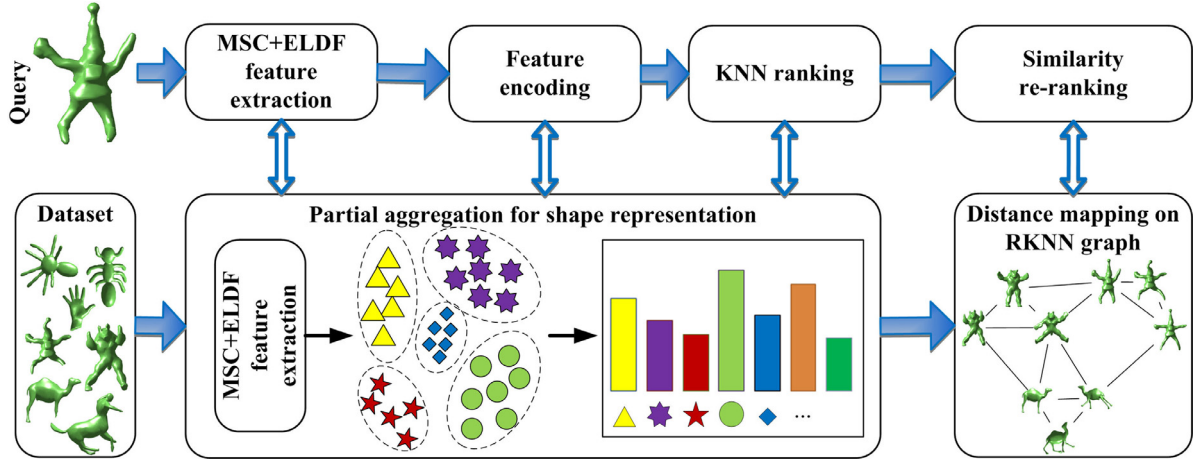 Query
MSC+ELDF
feature
extraction
Feature
encoding
KNN ranking
Similarity
re-ranking
Dataset
Partial aggregation for shape representation
MSC+ELDF
feature
extraction
...
Distance mapping on
RKNN graph